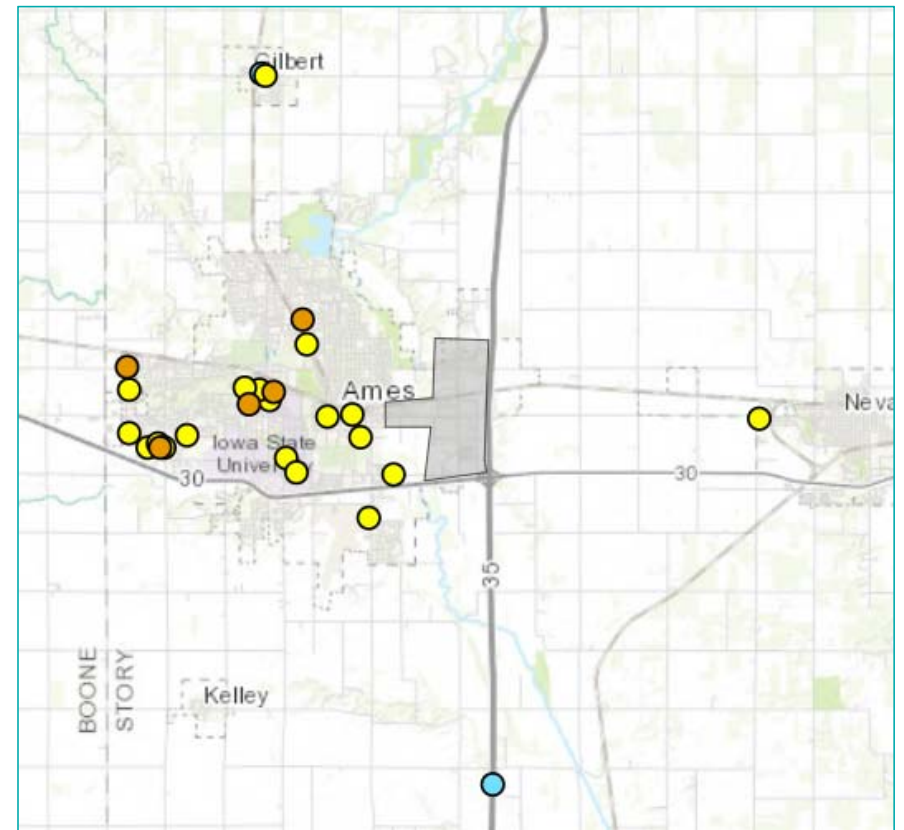 Gilbert
Ames
Neva
Iowa State
University
30
30
35
BOONE
STORY
Kelley